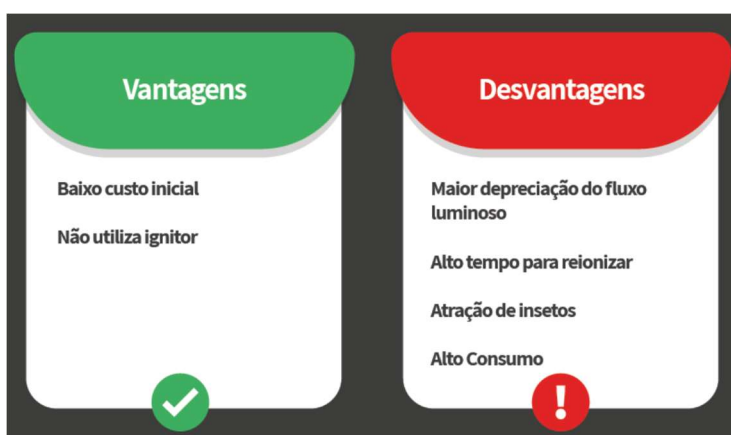 Vantagens
Baixo custo inicial
Não utiliza ignitor
Desvantagens
Maior depreciação do fluxo
luminoso
Alto tempo para reionizar
Atração de insetos
Alto Consumo